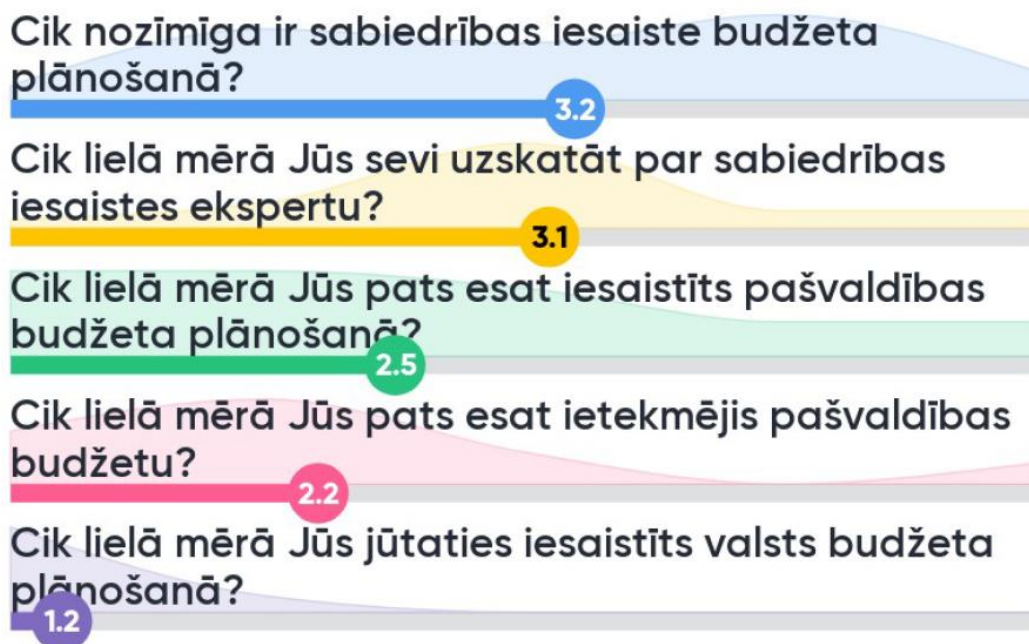 Cik nozīmīga ir sabiedrības iesaiste budžeta
plānošanā?
3.2
Cik lielā mērā Jūs sevi uzskatāt par sabiedrības
iesaistes ekspertu?
3.1
Cik lielā mērā Jūs pats esat iesaistīts pašvaldības
budžeta plānošanā?
2.5
Cik lielā mērā Jūs pats esat ietekmējis pašvaldības
budžetu?
2.2
Cik lielā mērā Jūs jūtaties iesaistīts valsts budžeta
plānošanā?
1.2